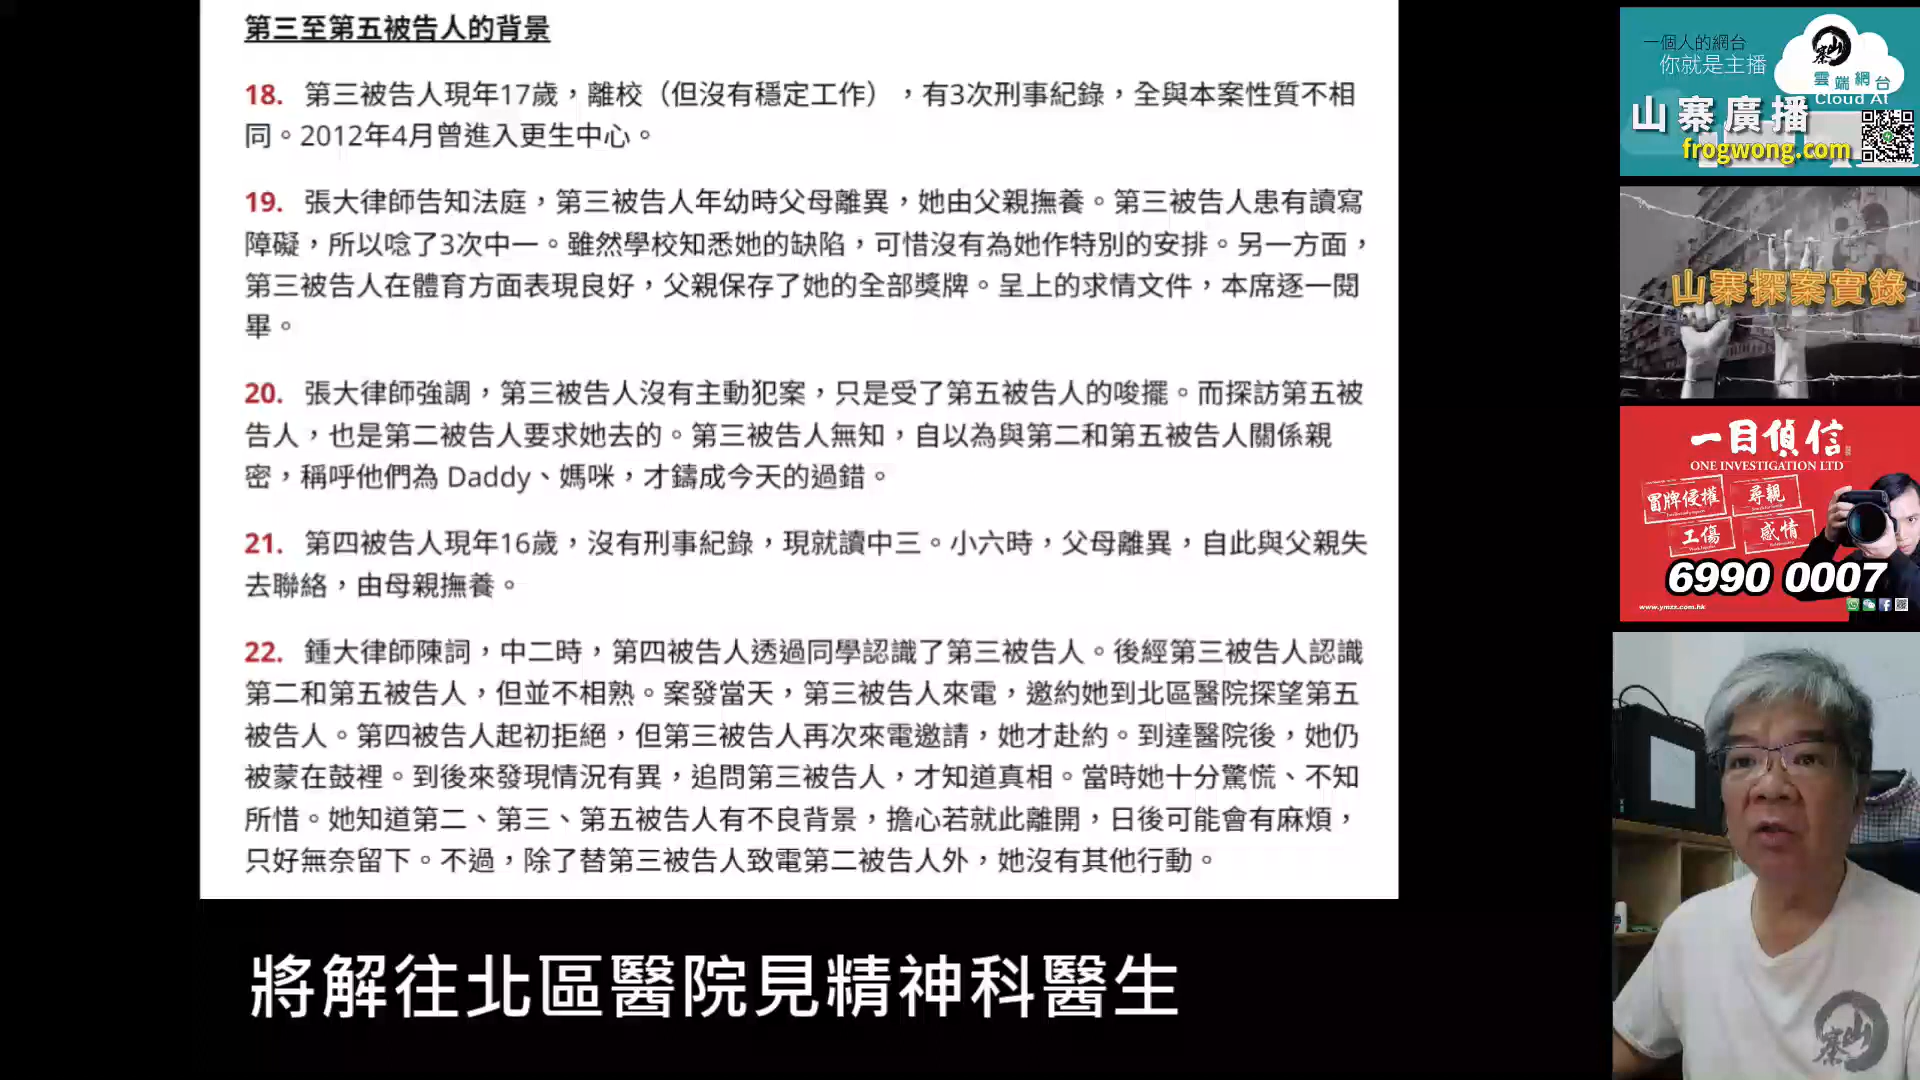 第三至第五被告人的背景
18. 第三被告人現年17歲，離校（但沒有穩定工作），有3次刑事紀錄，全與本案性質不相
同。2012年4月曾進入更生中心。
19. 張大律師告知法庭，第三被告人年幼時父母離異，她由父親撫養。第三被告人患有讀寫
障礙，所以唸了3次中一。雖然學校知悉她的缺陷，可惜沒有為她作特別的安排。另一方面，
第三被告人在體育方面表現良好，父親保存了她的全部獎牌。呈上的求情文件，本席逐一閱
畢。
20. 張大律師強調，第三被告人沒有主動犯案，只是受了第五被告人的唆擺。而探訪第五被
告人，也是第二被告人要求她去的。第三被告人無知，自以為與第二和第五被告人關係親
密，稱呼他們為 Daddy、媽咪，才鑄成今天的過錯。
21. 第四被告人現年16歲，沒有刑事紀錄，現就讀中三。小六時，父母離異，自此與父親失
去聯絡，由母親撫養。
22. 鍾大律師陳詞，中二時，第四被告人透過同學認識了第三被告人。後經第三被告人認識
第二和第五被告人，但並不相熟。案發當天，第三被告人來電，邀約她到北區醫院探望第五
被告人。第四被告人起初拒絕，但第三被告人再次來電邀請，她才赴約。到達醫院後，她仍
被蒙在鼓裡。到後來發現情況有異，追問第三被告人，才知道真相。當時她十分驚慌、不知
所惜。她知道第二、第三、第五被告人有不良背景，擔心若就此離開，日後可能會有麻煩，
只好無奈留下。不過，除了替第三被告人致電第二被告人外，她沒有其他行動。
將解往北區醫院見精神科醫生
一個人的網台
你就是主播
山寨
雲端網台
Cloud AI
山寨廣播
frogwong.com
山寨探案實錄
一目偵信
ONE INVESTIGATION LTD
冒牌侵權
尋親
工傷
感情
6990 0007
www.ymzz.com.hk
山寨